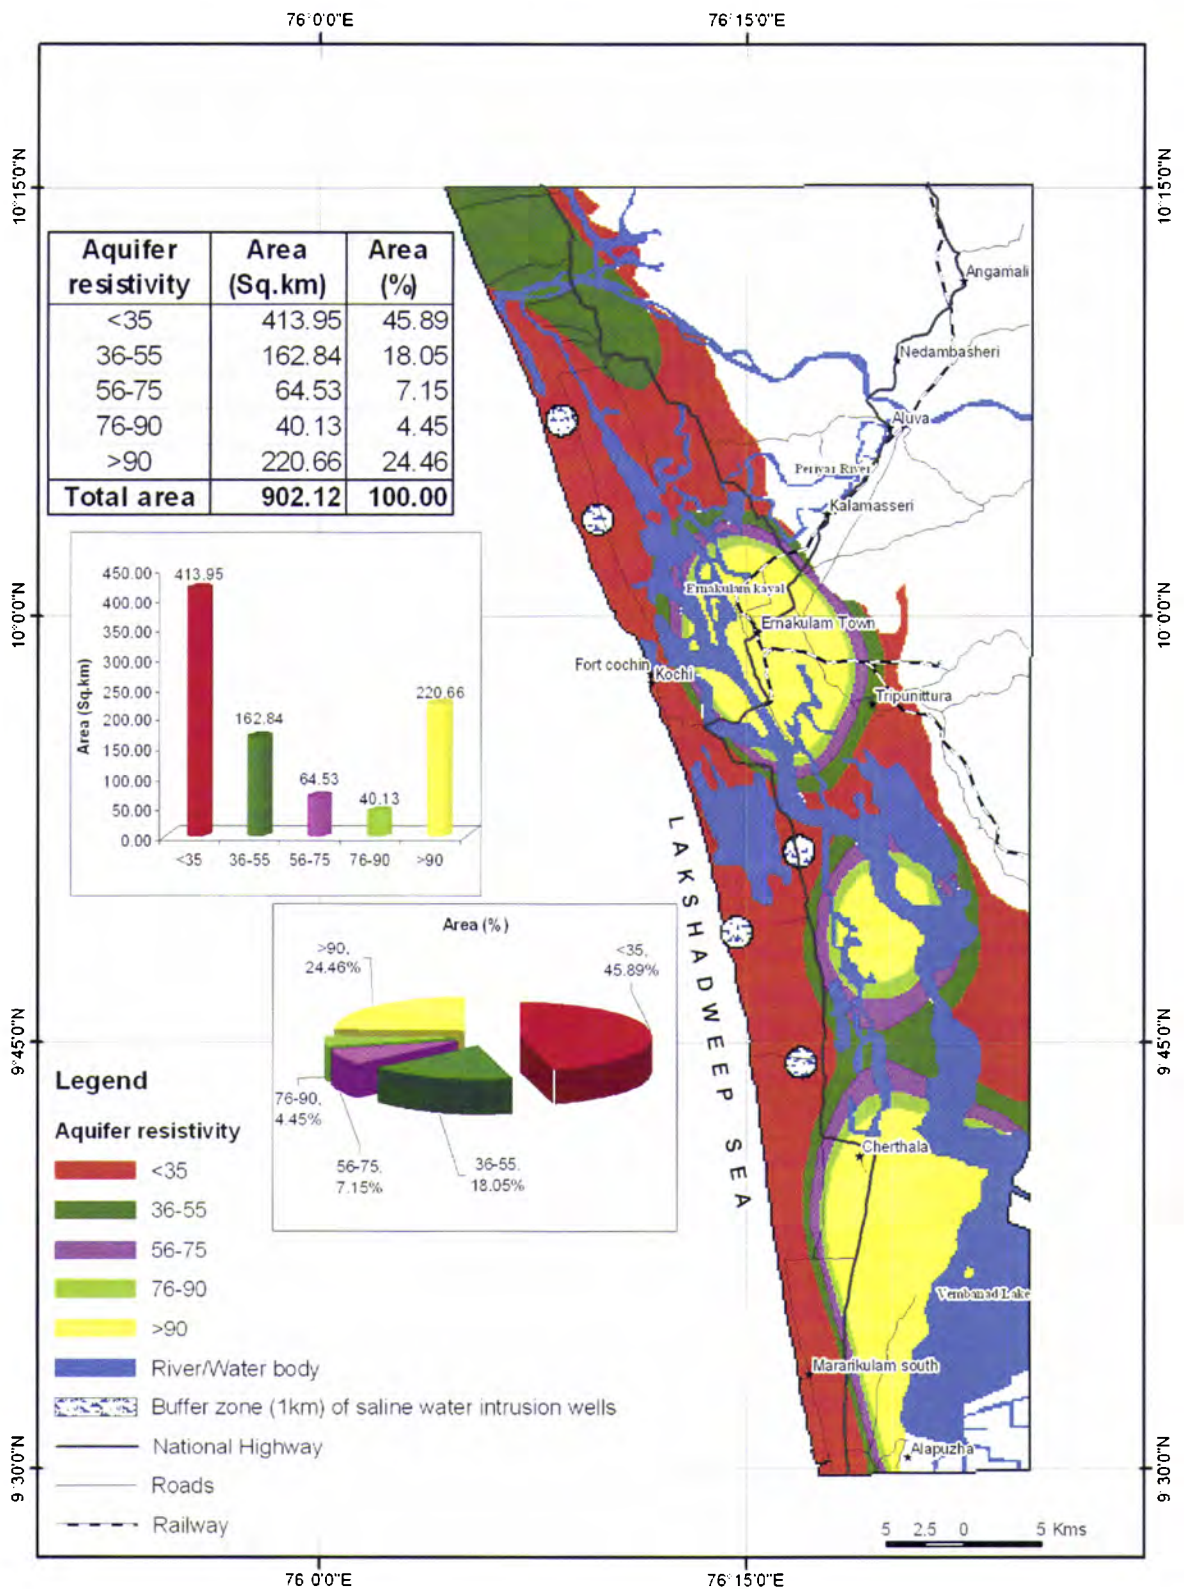 76°0'0"E 76°15'0"E
10°15'0"N 10°15'0"N
Aquifer resistivity Area (Sq.km) Area (%)
<35 413.95 45.89
36-55 162.84 18.05
56-75 64.53 7.15
76-90 40.13 4.45
>90 220.66 24.46
Total area 902.12 100.00
Angamali
Nedambasheri
Aluva
Periyar River
Kalamasseri
Ernakulam kayal
Ernakulam Town
Fort cochin
Kochi
Tripunittura
10°0'0"N 10°0'0"N
Area (Sq.km)
450.00
400.00
350.00
300.00
250.00
200.00
150.00
100.00
50.00
0.00
413.95
162.84
64.53
40.13
220.66
<35 36-55 56-75 76-90 >90
LAKSHADWEEP SEA
Area (%)
>90,
24.46%
<35,
45.89%
76-90,
4.45%
56-75,
7.15%
36-55,
18.05%
9°45'0"N 9°45'0"N
Cherthala
Vembanad Lake
Mararikulam south
Alapuzha
Legend
Aquifer resistivity
<35
36-55
56-75
76-90
>90
River/Water body
Buffer zone (1km) of saline water intrusion wells
National Highway
Roads
Railway
9°30'0"N 9°30'0"N
5 2.5 0 5 Kms
76°0'0"E 76°15'0"E